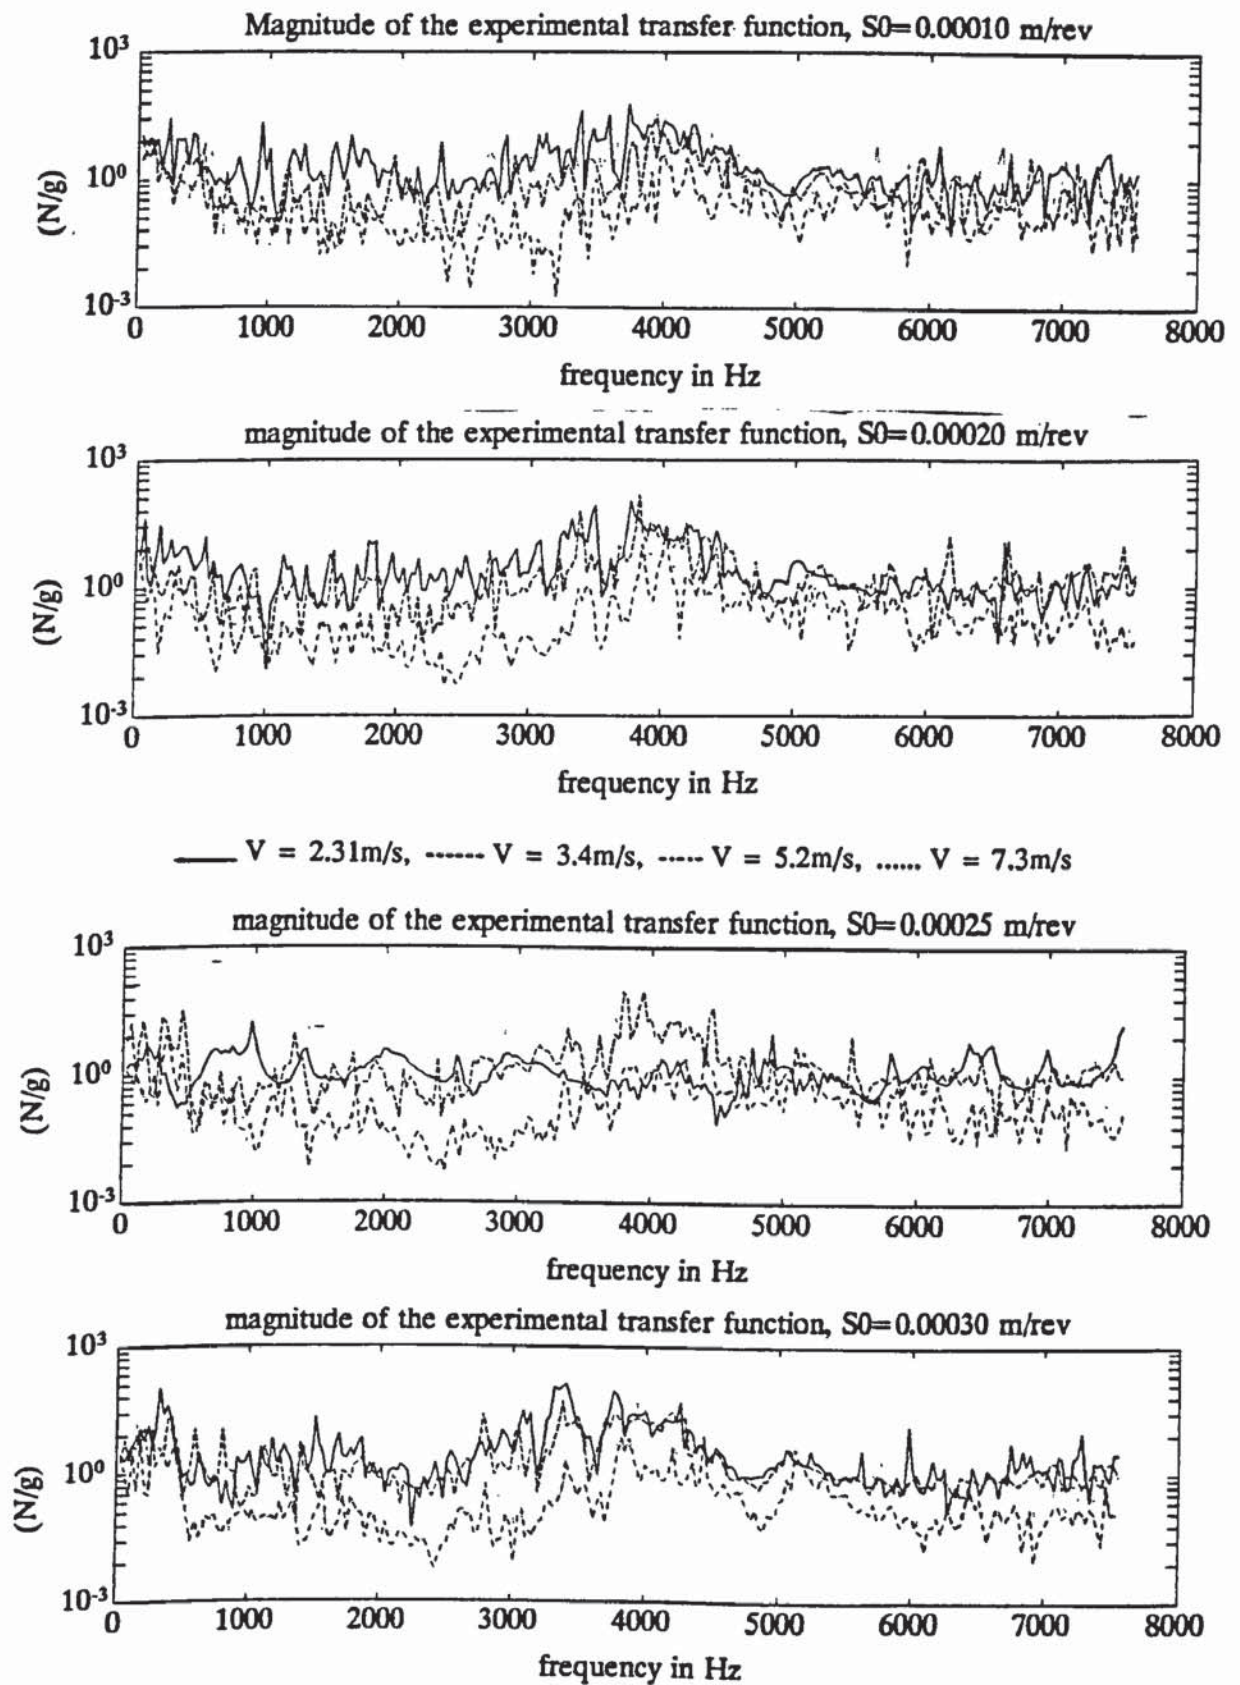 Magnitude of the experimental transfer function, S0=0.00010 m/rev
10³
10⁰
10⁻³
(N/g)
0 1000 2000 3000 4000 5000 6000 7000 8000
frequency in Hz
magnitude of the experimental transfer function, S0=0.00020 m/rev
10³
10⁰
10⁻³
(N/g)
0 1000 2000 3000 4000 5000 6000 7000 8000
frequency in Hz
V = 2.31m/s, V = 3.4m/s, V = 5.2m/s, V = 7.3m/s
magnitude of the experimental transfer function, S0=0.00025 m/rev
10³
10⁰
10⁻³
(N/g)
0 1000 2000 3000 4000 5000 6000 7000 8000
frequency in Hz
magnitude of the experimental transfer function, S0=0.00030 m/rev
10³
10⁰
10⁻³
(N/g)
0 1000 2000 3000 4000 5000 6000 7000 8000
frequency in Hz